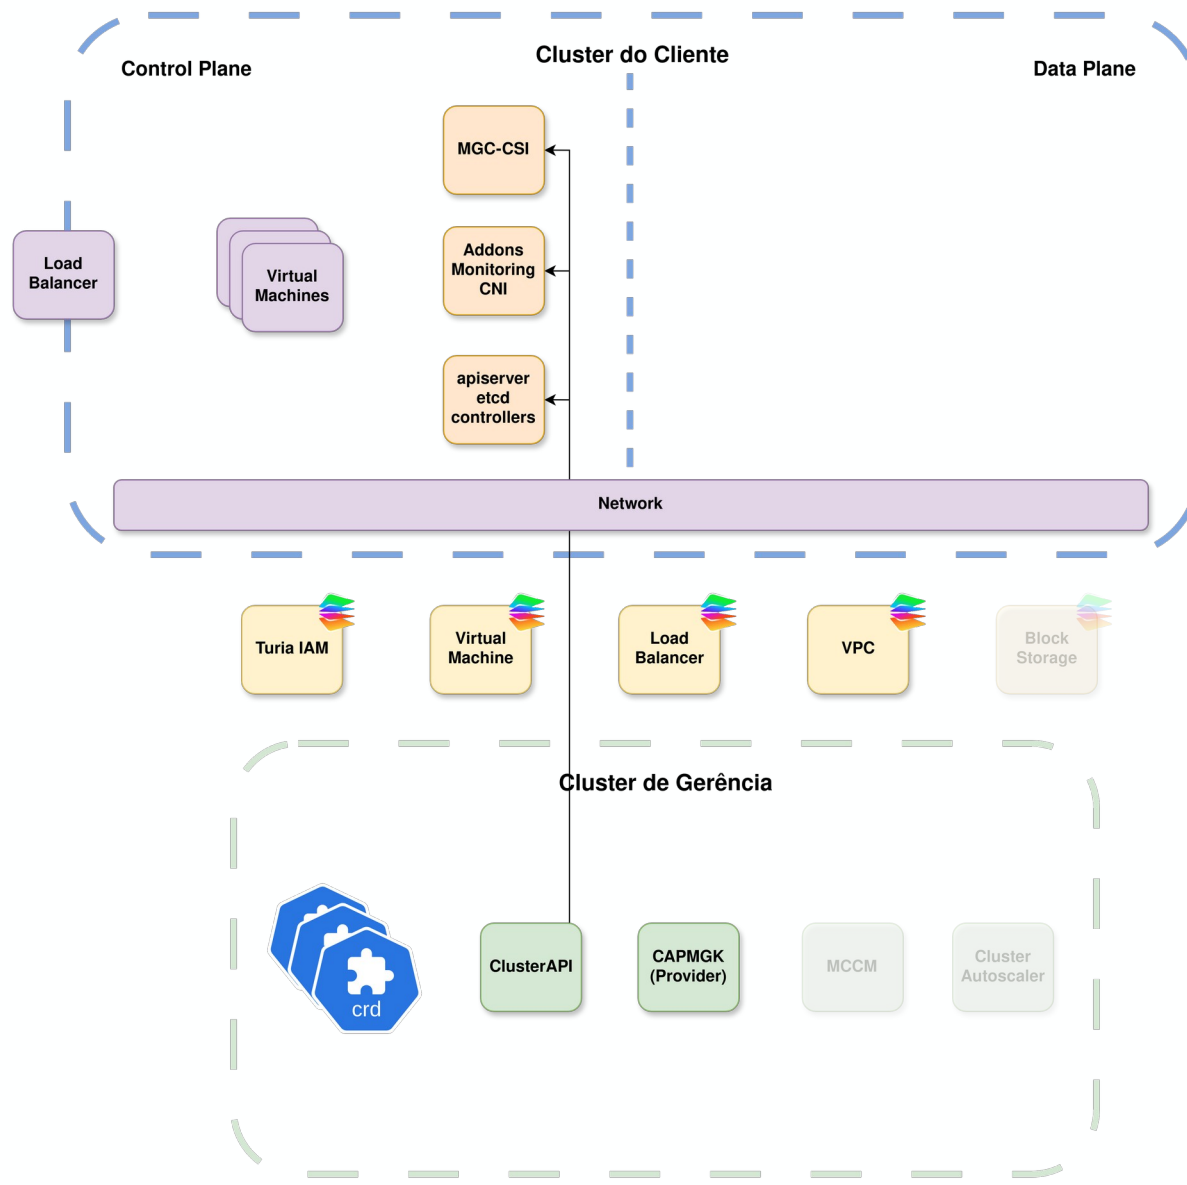 Cluster do Cliente
Control Plane
Data Plane
MGC-CSI
Load
Balancer
Virtual
Machines
Addons
Monitoring
CNI
apiserver
etcd
controllers
Network
Turia IAM
Virtual
Machine
Load
Balancer
VPC
Block
Storage
Cluster de Gerência
crd
ClusterAPI
CAPMGK
(Provider)
MCCM
Cluster
Autoscaler